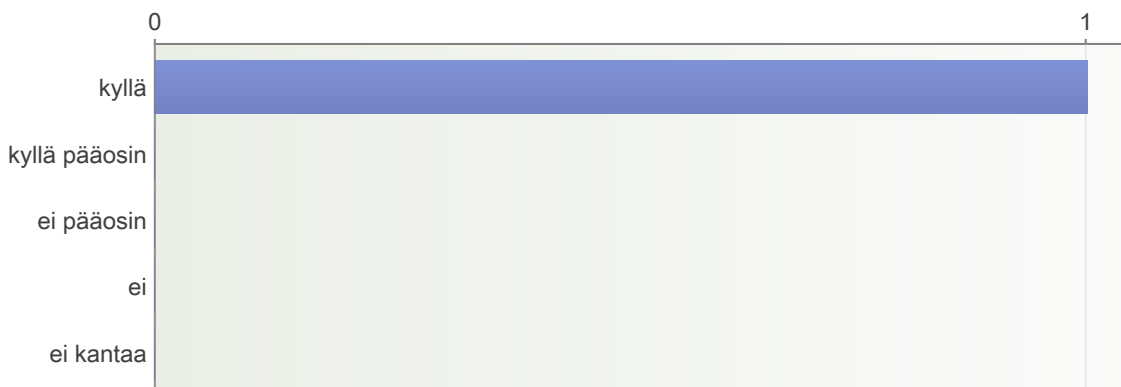 0 1
kyllä
kyllä pääosin
ei pääosin
ei
ei kantaa